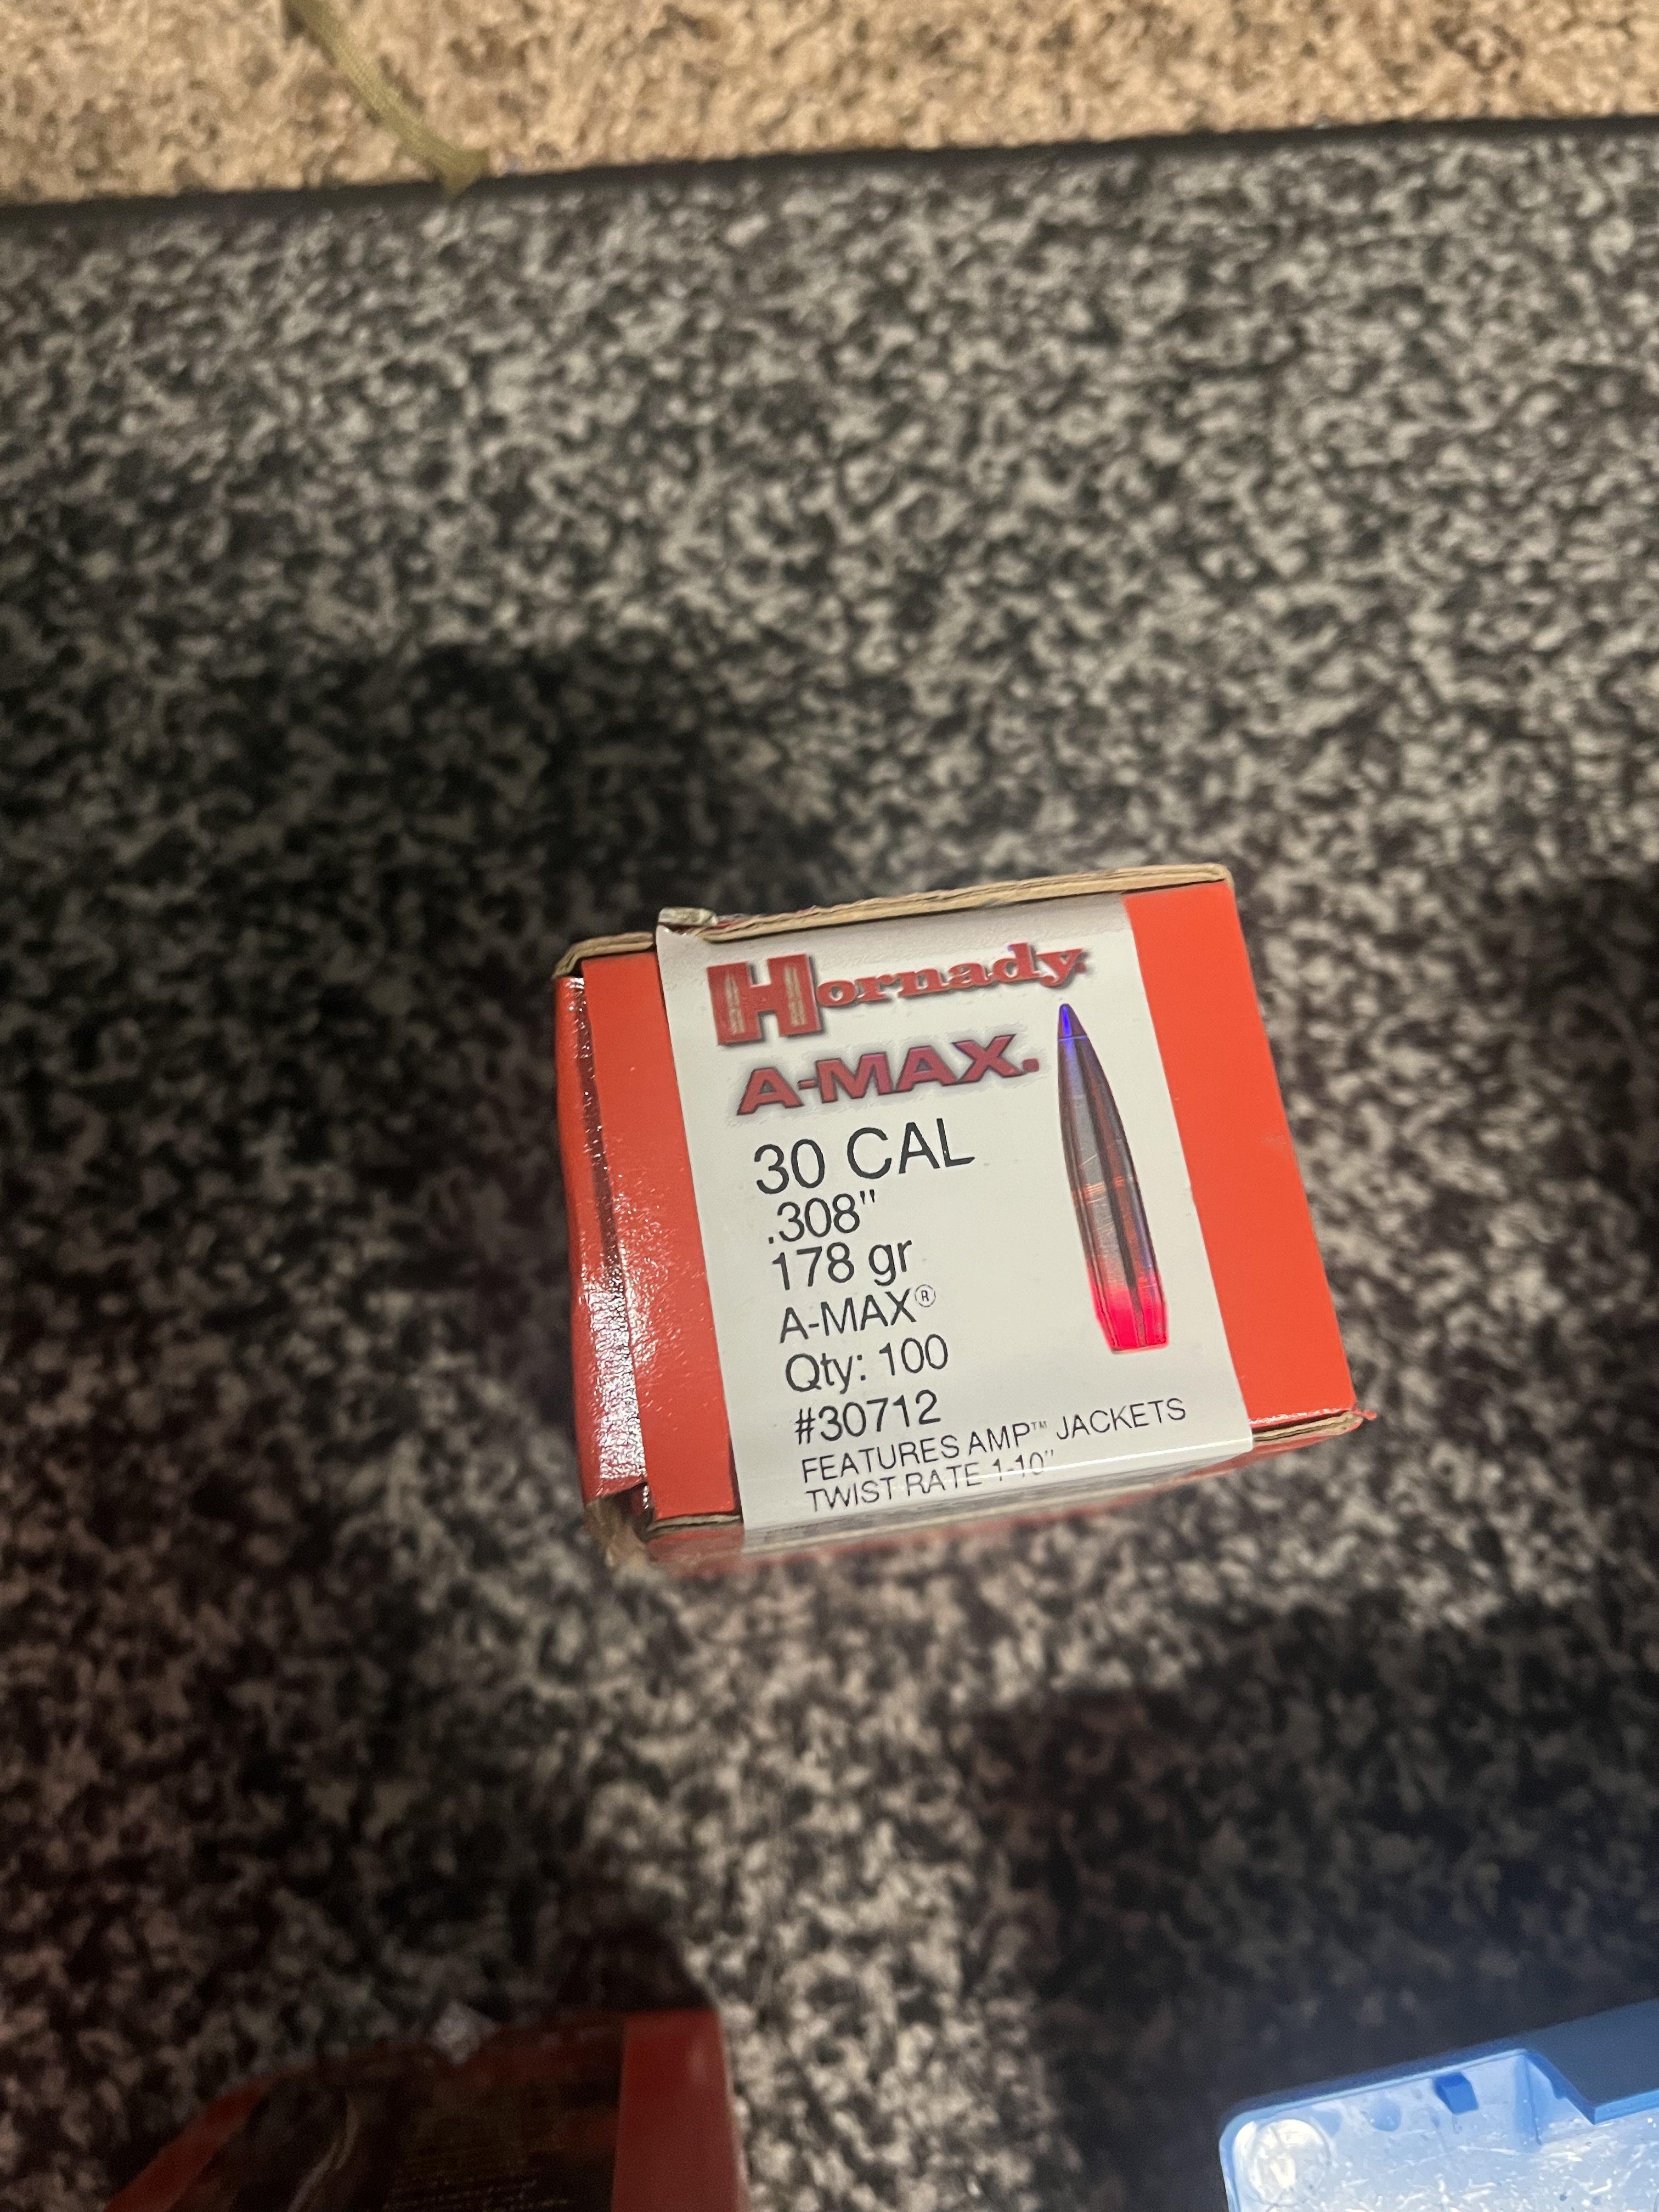 Hornady
A-MAX.
30 CAL
.308"
178 gr
A-MAX®
Qty: 100
#30712
FEATURES AMP™ JACKETS
TWIST RATE 1-10"